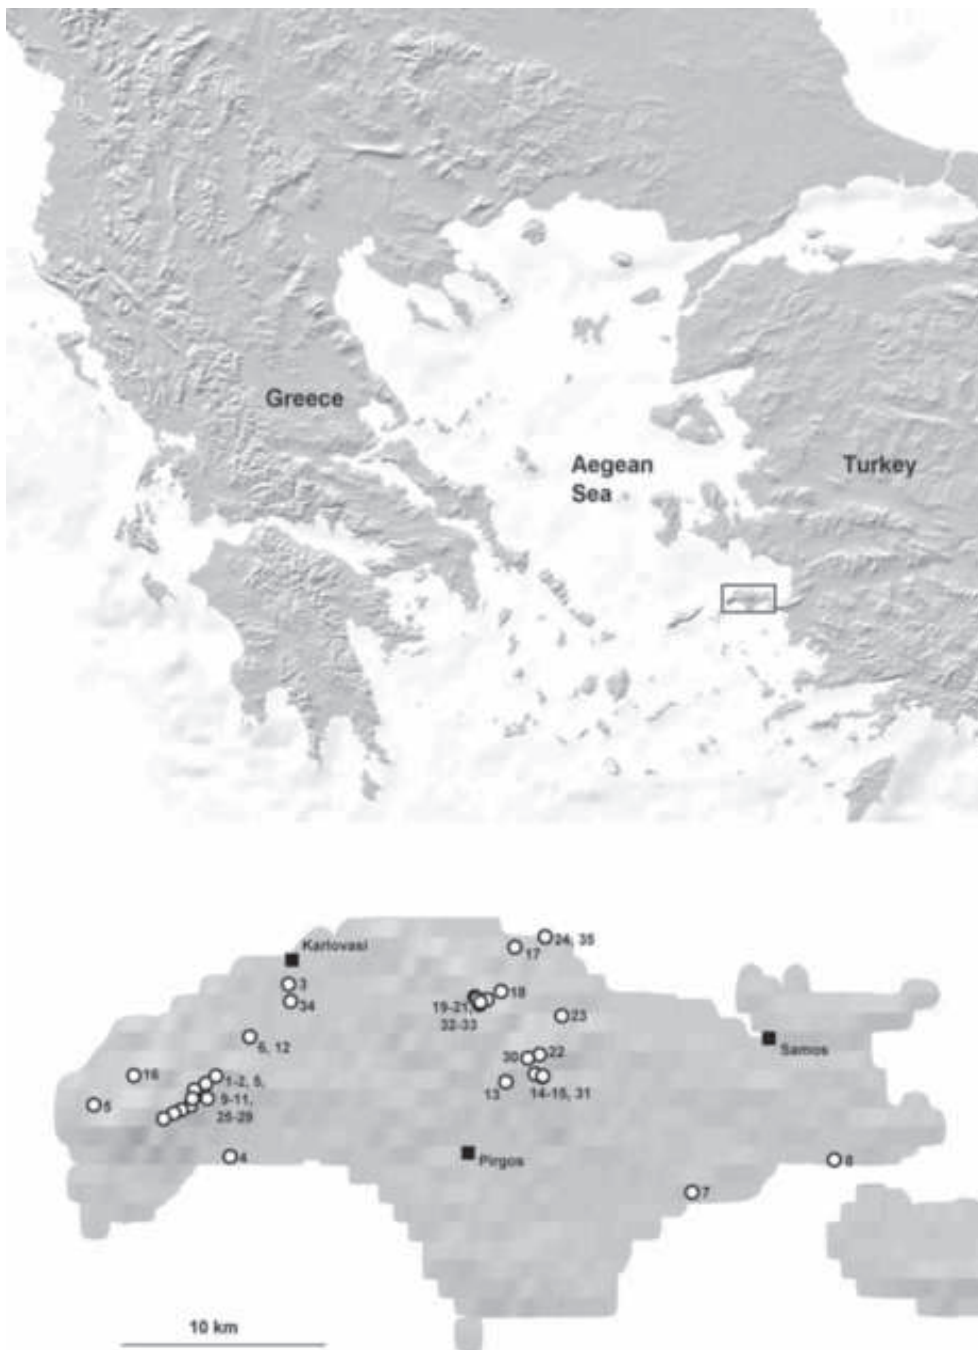 Greece
Aegean
Sea
Turkey
Karlovasi
24, 35
17
3
18
34
19-21,
32-33
23
6, 12
Samos
30
22
16
1-2, 5,
13
14-15, 31
5
9-11,
25-29
4
Pirgos
8
7
10 km